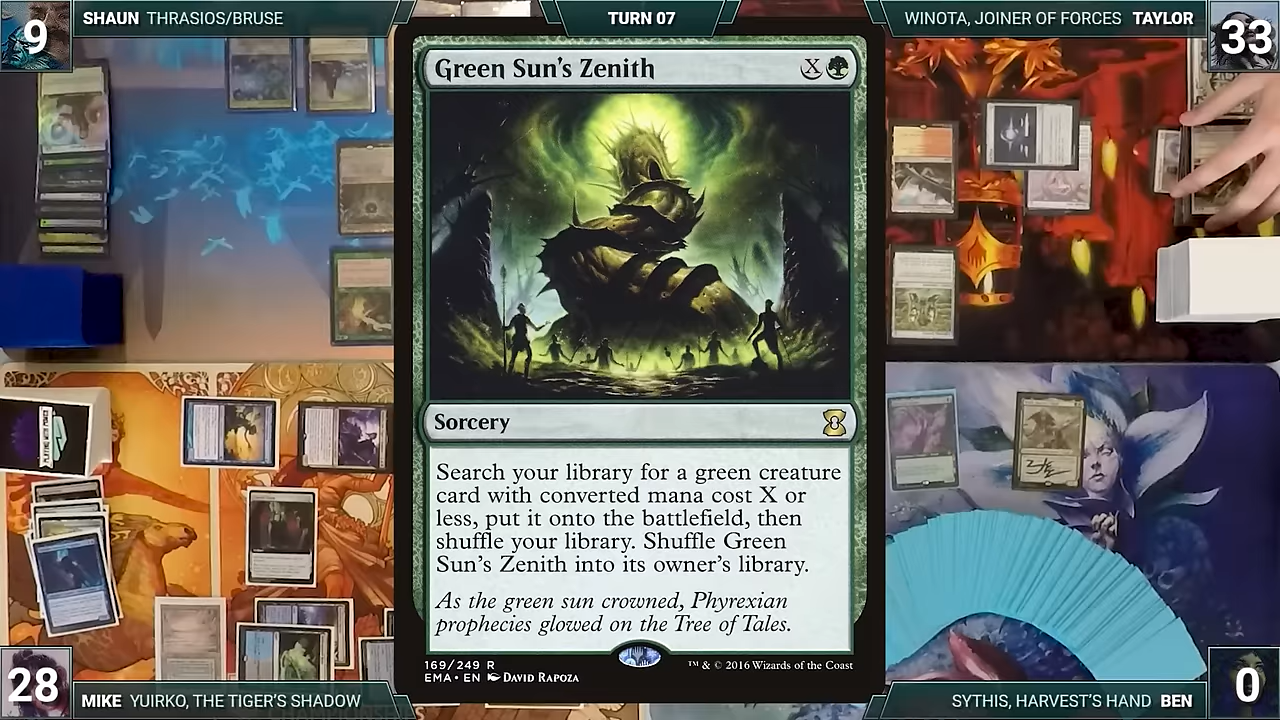 9
SHAUN THRASIOS/BRUSE
TURN 07
WINOTA, JOINER OF FORCES TAYLOR
33
Green Sun's Zenith
X
Sorcery
Search your library for a green creature
card with converted mana cost X or
less, put it onto the battlefield, then
shuffle your library. Shuffle Green
Sun's Zenith into its owner's library.
As the green sun crowned, Phyrexian
prophecies glowed on the Tree of Tales.
169/249 R
EMA • EN DAVID RAPOZA
™ & © 2016 Wizards of the Coast
28
MIKE YUIRKO, THE TIGER'S SHADOW
SYTHIS, HARVEST'S HAND BEN
0